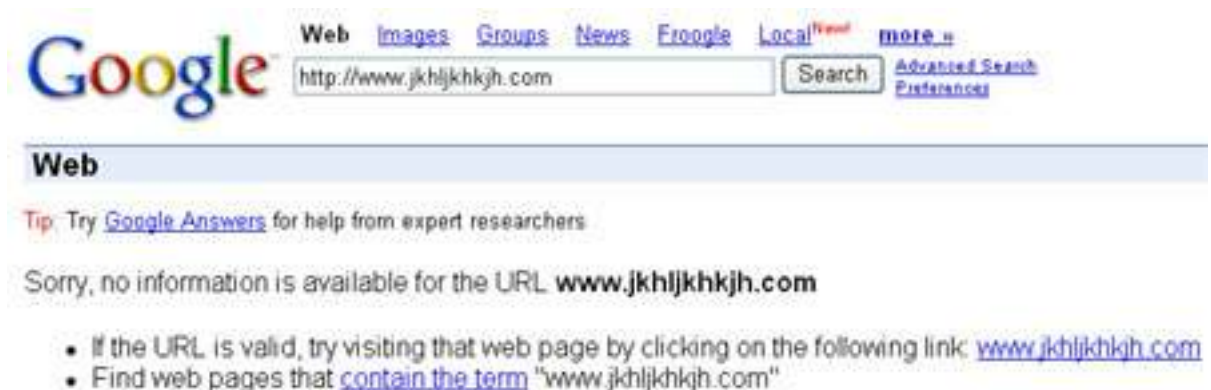 Google Web Images Groups News Froogle Local New! more »
http://www.jkhljkhkjh.com Search Advanced Search
Preferences
Web
Tip: Try Google Answers for help from expert researchers
Sorry, no information is available for the URL www.jkhljkhkjh.com
• If the URL is valid, try visiting that web page by clicking on the following link: www.jkhljkhkjh.com
• Find web pages that contain the term "www.jkhljkhkjh.com"